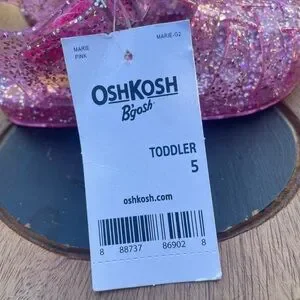 MARIE
PINK
MARIE-02
OSHKOSH
B'gosh
TODDLER
5
oshkosh.com
8 88737 86902 8